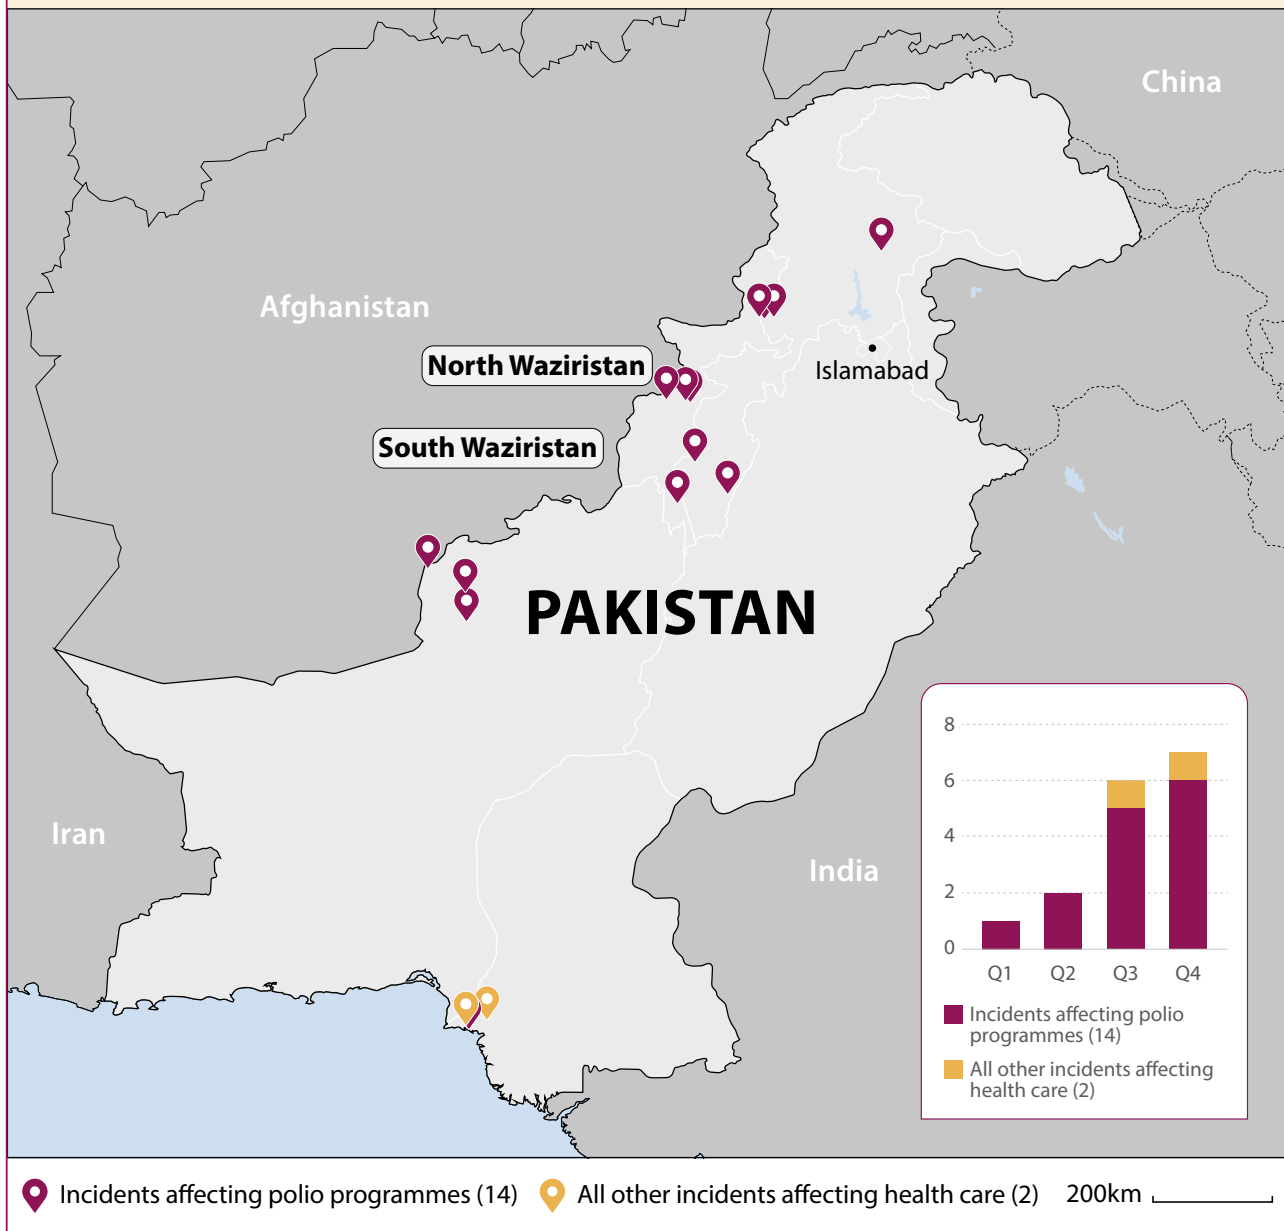 China
Afghanistan
North Waziristan
Islamabad
South Waziristan
PAKISTAN
Iran
India
8
6
4
2
0
Q1 Q2 Q3 Q4
Incidents affecting polio
programmes (14)
All other incidents affecting
health care (2)
Incidents affecting polio programmes (14) All other incidents affecting health care (2) 200km